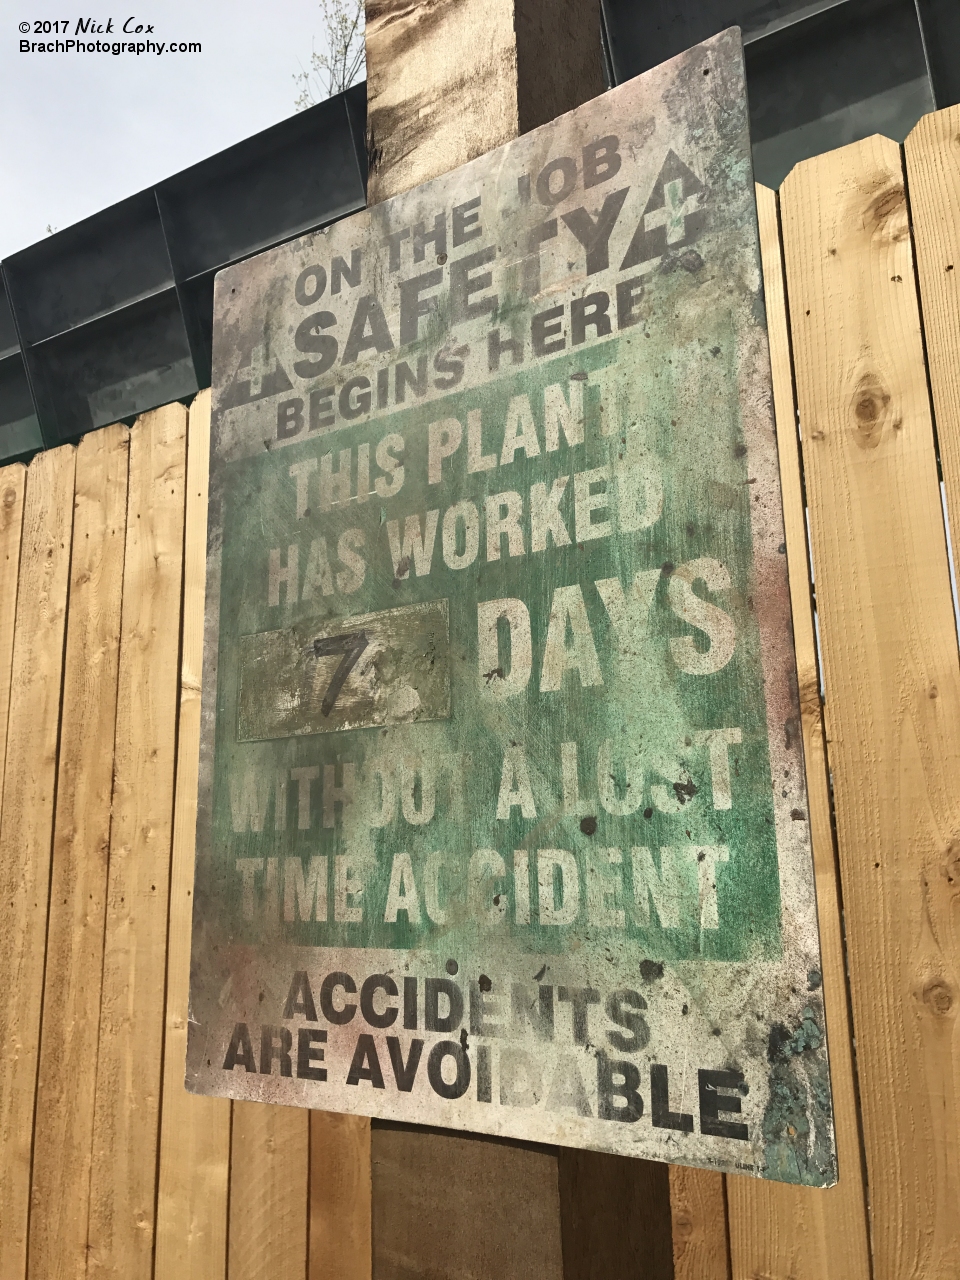 © 2017 Nick Cox
BrachPhotography.com
ON THE JOB
SAFETY
BEGINS HERE
THIS PLANT
HAS WORKED
7 DAYS
WITHOUT A LOST
TIME ACCIDENT
ACCIDENTS
ARE AVOIDABLE